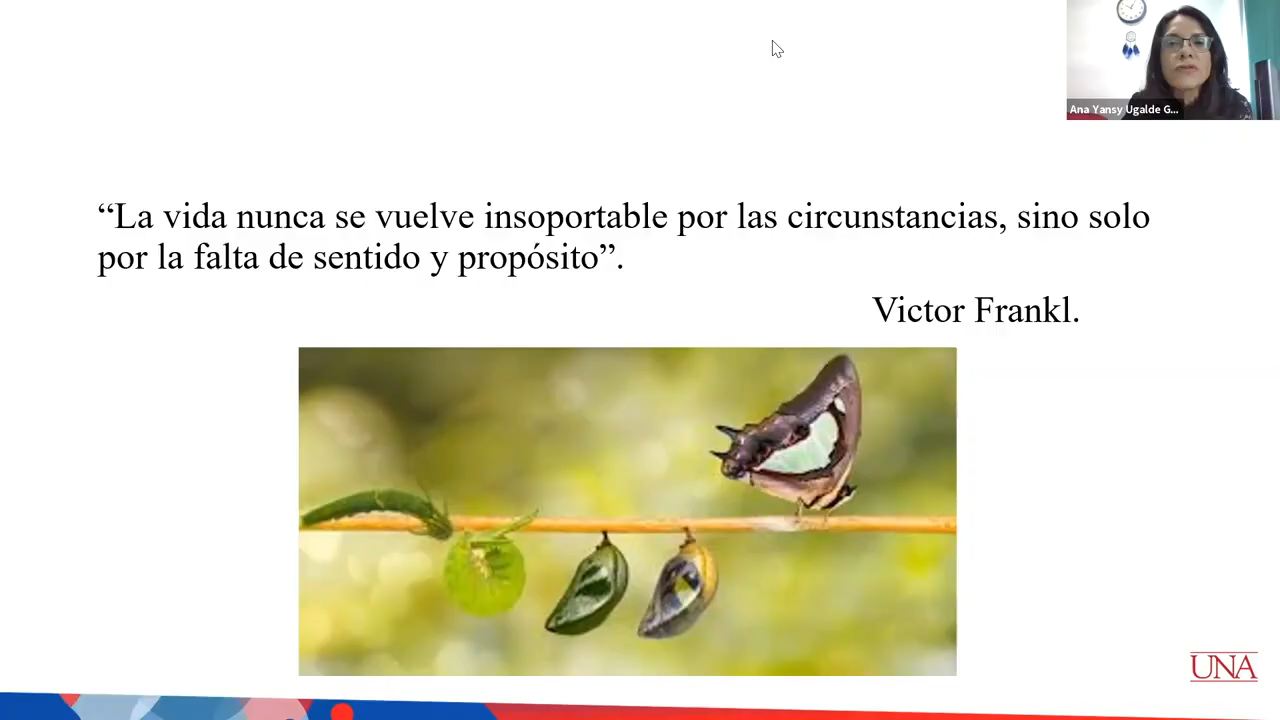 Ana Yansy Ugalde G...
“La vida nunca se vuelve insoportable por las circunstancias, sino solo
por la falta de sentido y propósito”.
Victor Frankl.
UNA